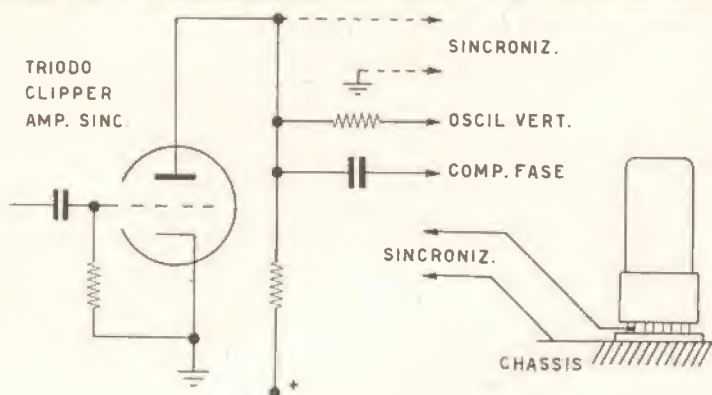 TRIODO
CLIPPER
AMP. SINC.
SINCRONIZ.
OSCIL VERT.
COMP. FASE
SINCRONIZ.
CHASSIS
+